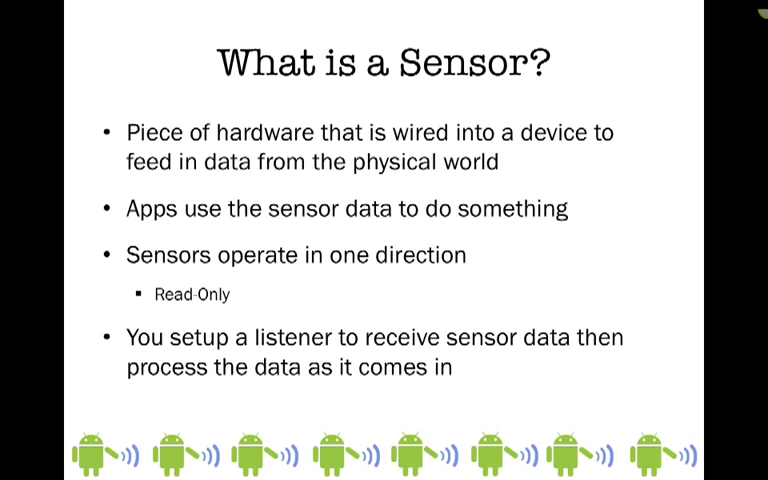 What is a Sensor?
• Piece of hardware that is wired into a device to
feed in data from the physical world
• Apps use the sensor data to do something
• Sensors operate in one direction
▪ Read-Only
• You setup a listener to receive sensor data then
process the data as it comes in